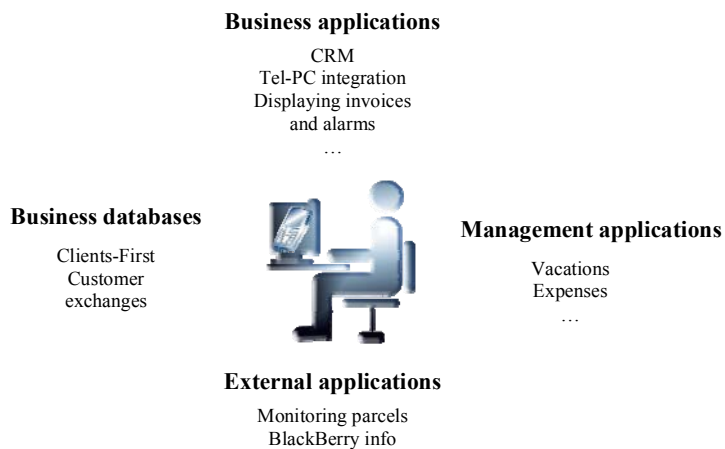 Business applications
CRM
Tel-PC integration
Displaying invoices
and alarms
…
Business databases
Clients-First
Customer
exchanges
Management applications
Vacations
Expenses
…
External applications
Monitoring parcels
BlackBerry info